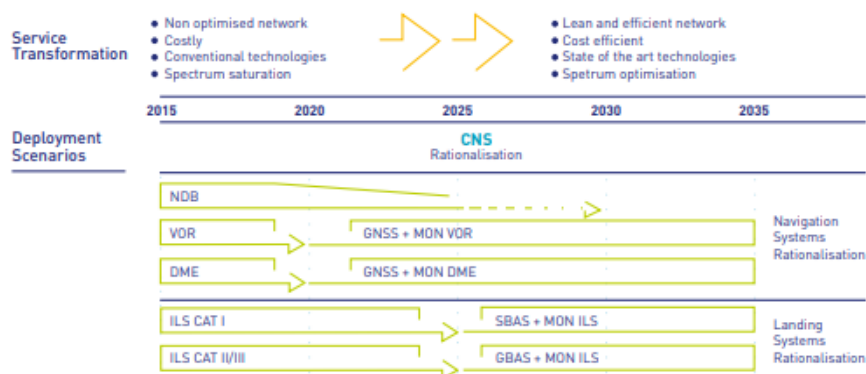 Service
Transformation
● Non optimised network
● Costly
● Conventional technologies
● Spectrum saturation
● Lean and efficient network
● Cost efficient
● State of the art technologies
● Spetrum optimisation
2015 2020 2025 2030 2035
Deployment
Scenarios
CNS
Rationalisation
NDB
VOR GNSS + MON VOR
DME GNSS + MON DME
Navigation
Systems
Rationalisation
ILS CAT I SBAS + MON ILS
ILS CAT II/III GBAS + MON ILS
Landing
Systems
Rationalisation